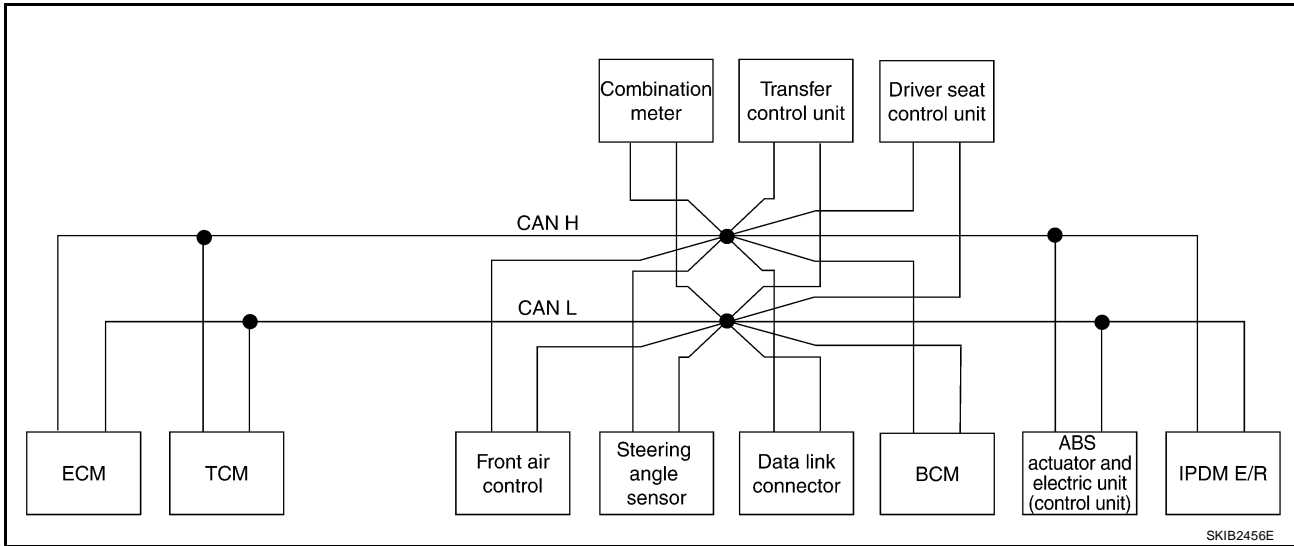 Combination
meter
Transfer
control unit
Driver seat
control unit
CAN H
CAN L
ECM
TCM
Front air
control
Steering
angle
sensor
Data link
connector
BCM
ABS
actuator and
electric unit
(control unit)
IPDM E/R
SKIB2456E